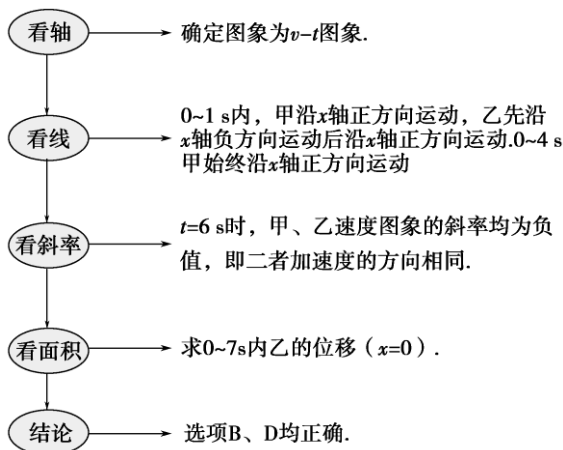 看轴
确定图象为v-t图象.
看线
0~1 s内，甲沿x轴正方向运动，乙先沿
x轴负方向运动后沿x轴正方向运动.0~4 s
甲始终沿x轴正方向运动
看斜率
t=6 s时，甲、乙速度图象的斜率均为负
值，即二者加速度的方向相同.
看面积
求0~7s内乙的位移（x=0）.
结论
选项B、D均正确.